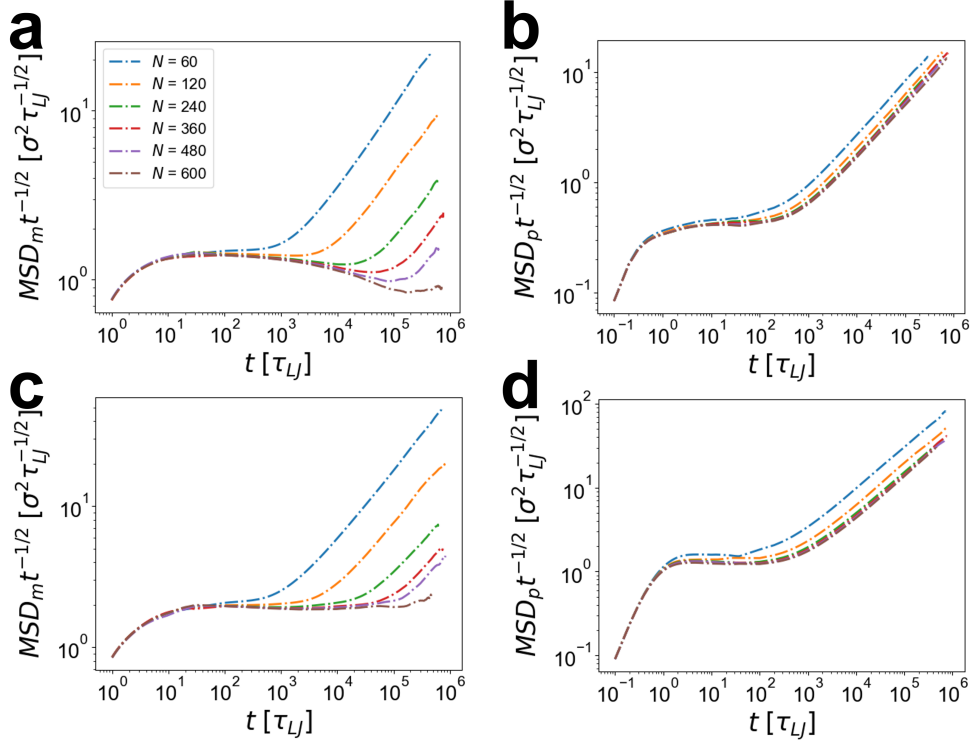 a
MSD_m t^{-1/2} [σ^2 τ_{LJ}^{-1/2}]
10^1
10^0
N = 60
N = 120
N = 240
N = 360
N = 480
N = 600
10^0 10^1 10^2 10^3 10^4 10^5 10^6
t [τ_{LJ}]
b
MSD_p t^{-1/2} [σ^2 τ_{LJ}^{-1/2}]
10^1
10^0
10^{-1}
10^{-1} 10^0 10^1 10^2 10^3 10^4 10^5 10^6
t [τ_{LJ}]
c
MSD_m t^{-1/2} [σ^2 τ_{LJ}^{-1/2}]
10^1
10^0
10^0 10^1 10^2 10^3 10^4 10^5 10^6
t [τ_{LJ}]
d
MSD_p t^{-1/2} [σ^2 τ_{LJ}^{-1/2}]
10^2
10^1
10^0
10^{-1}
10^{-1} 10^0 10^1 10^2 10^3 10^4 10^5 10^6
t [τ_{LJ}]